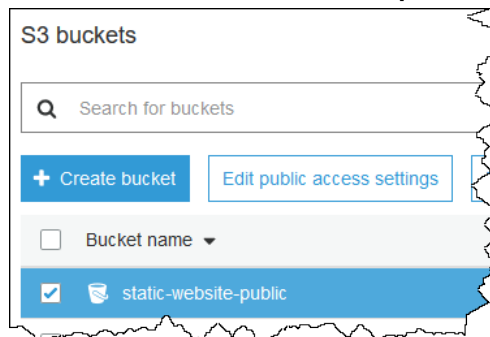 S3 buckets
Search for buckets
Create bucket Edit public access settings
Bucket name
static-website-public